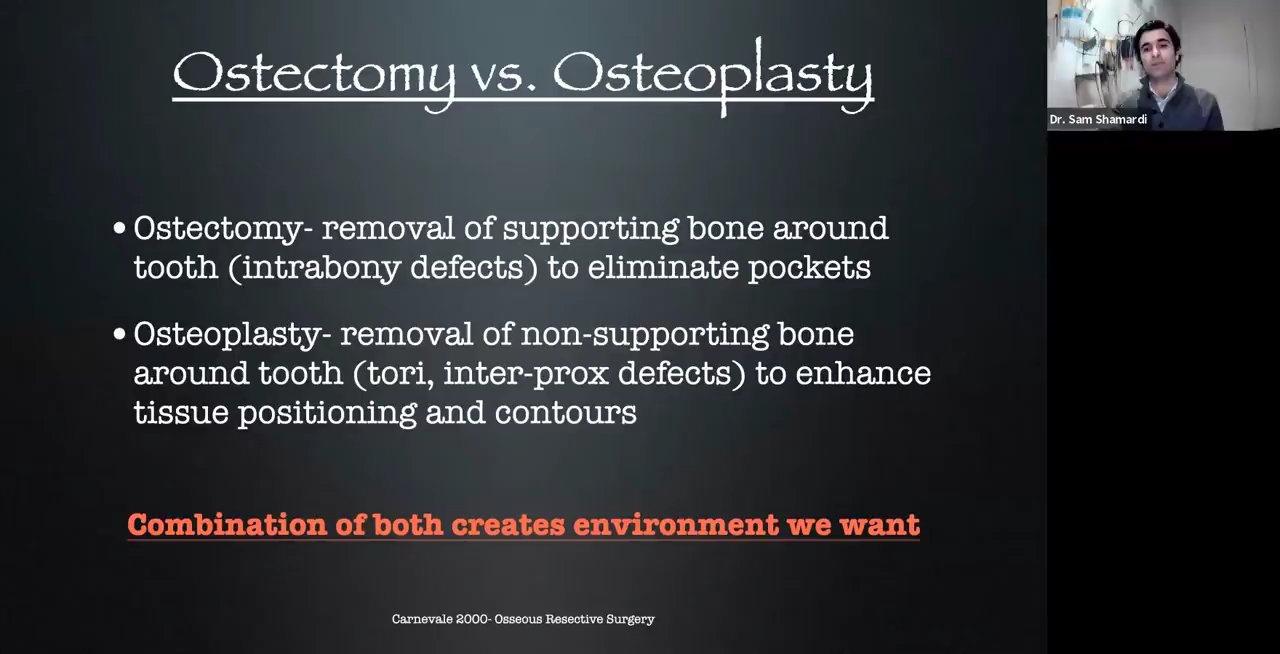 Ostectomy vs. Osteoplasty
Dr. Sam Shamardi
• Ostectomy- removal of supporting bone around
tooth (intrabony defects) to eliminate pockets
• Osteoplasty- removal of non-supporting bone
around tooth (tori, inter-prox defects) to enhance
tissue positioning and contours
Combination of both creates environment we want
Carnevale 2000- Osseous Resective Surgery